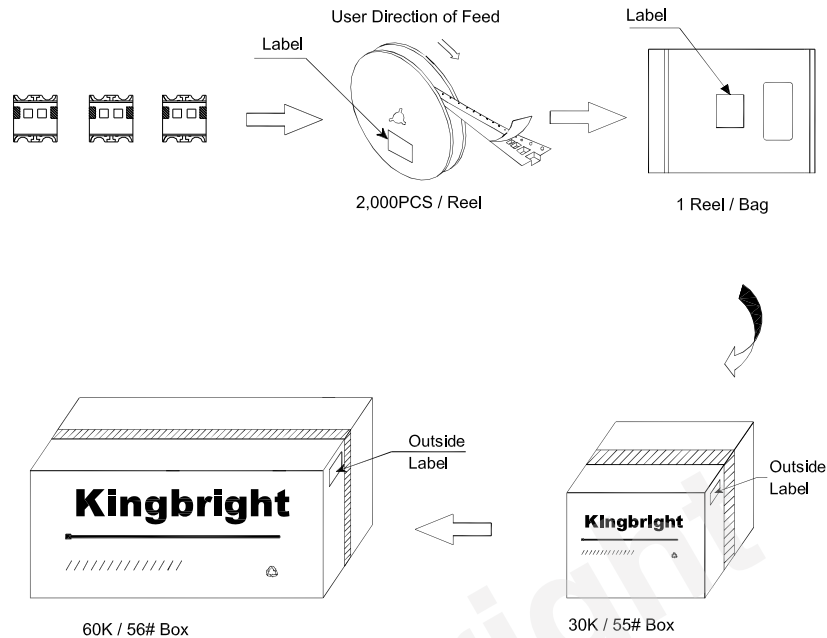 User Direction of Feed
Label
Label
2,000PCS / Reel
1 Reel / Bag
Outside
Label
Kingbright
60K / 56# Box
Outside
Label
Kingbright
30K / 55# Box
right